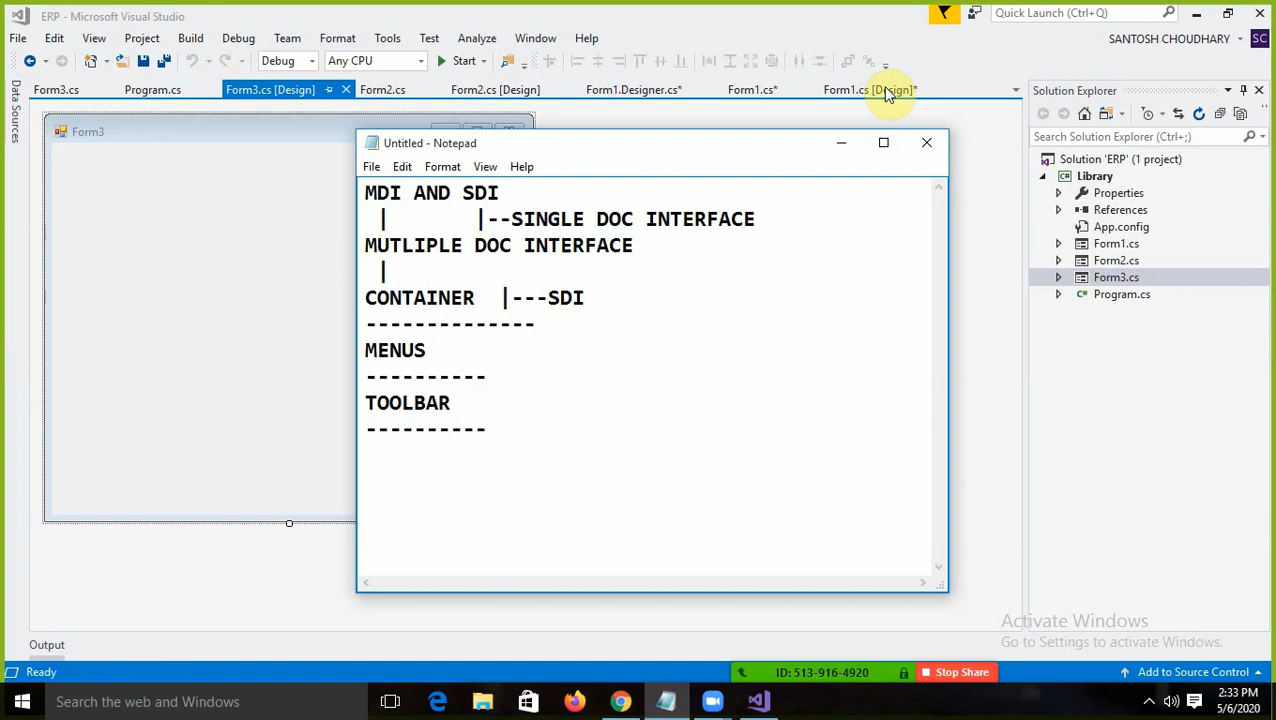 ERP - Microsoft Visual Studio
Quick Launch (Ctrl+Q)
File Edit View Project Build Debug Team Format Tools Test Analyze Window Help
SANTOSH CHOUDHARY SC
Debug Any CPU Start
Data Sources
Form3.cs Program.cs Form3.cs [Design] Form2.cs Form2.cs [Design] Form1.Designer.cs* Form1.cs* Form1.cs [Design]*
Form3
Untitled - Notepad
File Edit Format View Help
MDI AND SDI
| |--SINGLE DOC INTERFACE
MUTLIPLE DOC INTERFACE
|
CONTAINER |---SDI
--------------
MENUS
----------
TOOLBAR
----------
Solution Explorer
Search Solution Explorer (Ctrl+;)
Solution 'ERP' (1 project)
C# Library
Properties
References
App.config
Form1.cs
Form2.cs
Form3.cs
C# Program.cs
Activate Windows
Go to Settings to activate Windows.
Output
Ready
ID: 513-916-4920
Stop Share
Add to Source Control
Search the web and Windows
2:33 PM
5/6/2020